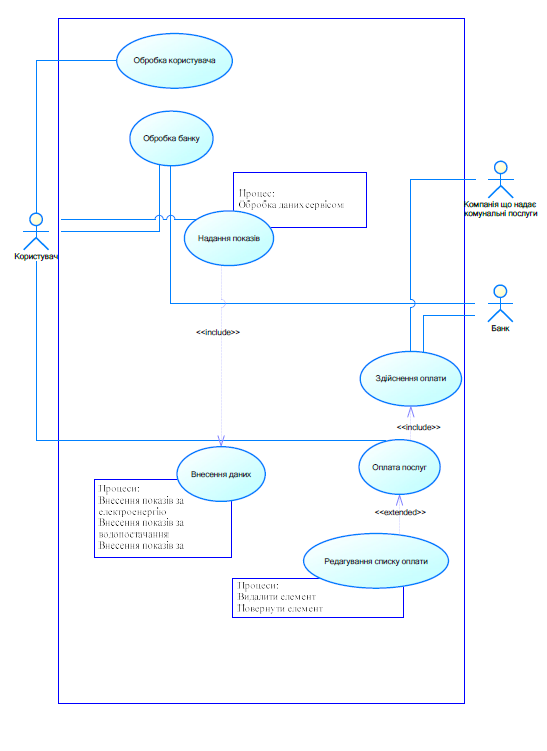 Обробка користувача
Обробка банку
Процес:
Обробка даних сервісом
Компанія що надає
комунальні послуги
Надання показів
Користувач
<<include>>
Банк
Здійснення оплати
<<include>>
Оплата послуг
Внесення даних
Процеси:
Внесення показів за
електроенергію
Внесення показів за
водопостачання
Внесення показів за
<<extended>>
Редагування списку оплати
Процеси:
Видалити елемент
Повернути елемент